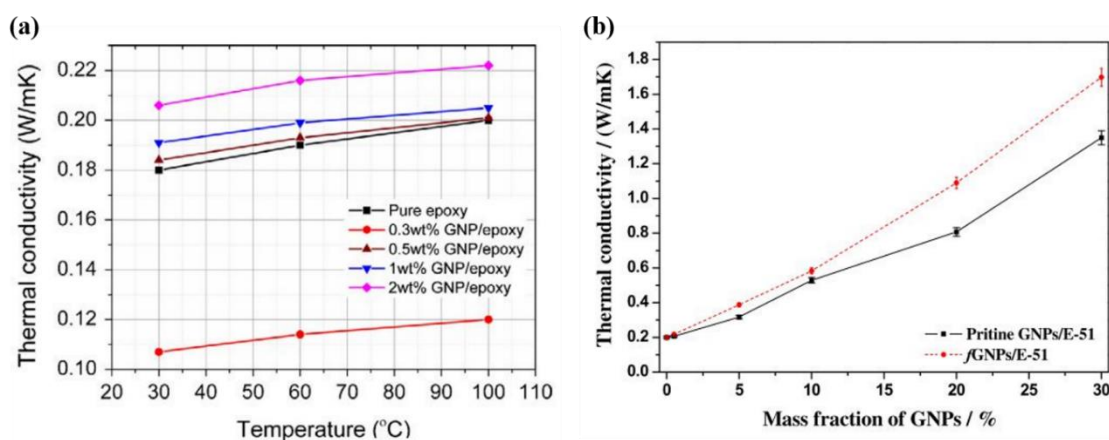 (a)
Thermal conductivity (W/mK)
0.22
0.20
0.18
0.16
0.14
0.12
0.10
Pure epoxy
0.3wt% GNP/epoxy
0.5wt% GNP/epoxy
1wt% GNP/epoxy
2wt% GNP/epoxy
20 30 40 50 60 70 80 90 100 110
Temperature (°C)
(b)
Thermal conductivity / (W/mK)
1.8
1.6
1.4
1.2
1.0
0.8
0.6
0.4
0.2
0.0
Pritine GNPs/E-51
fGNPs/E-51
0 5 10 15 20 25 30
Mass fraction of GNPs / %